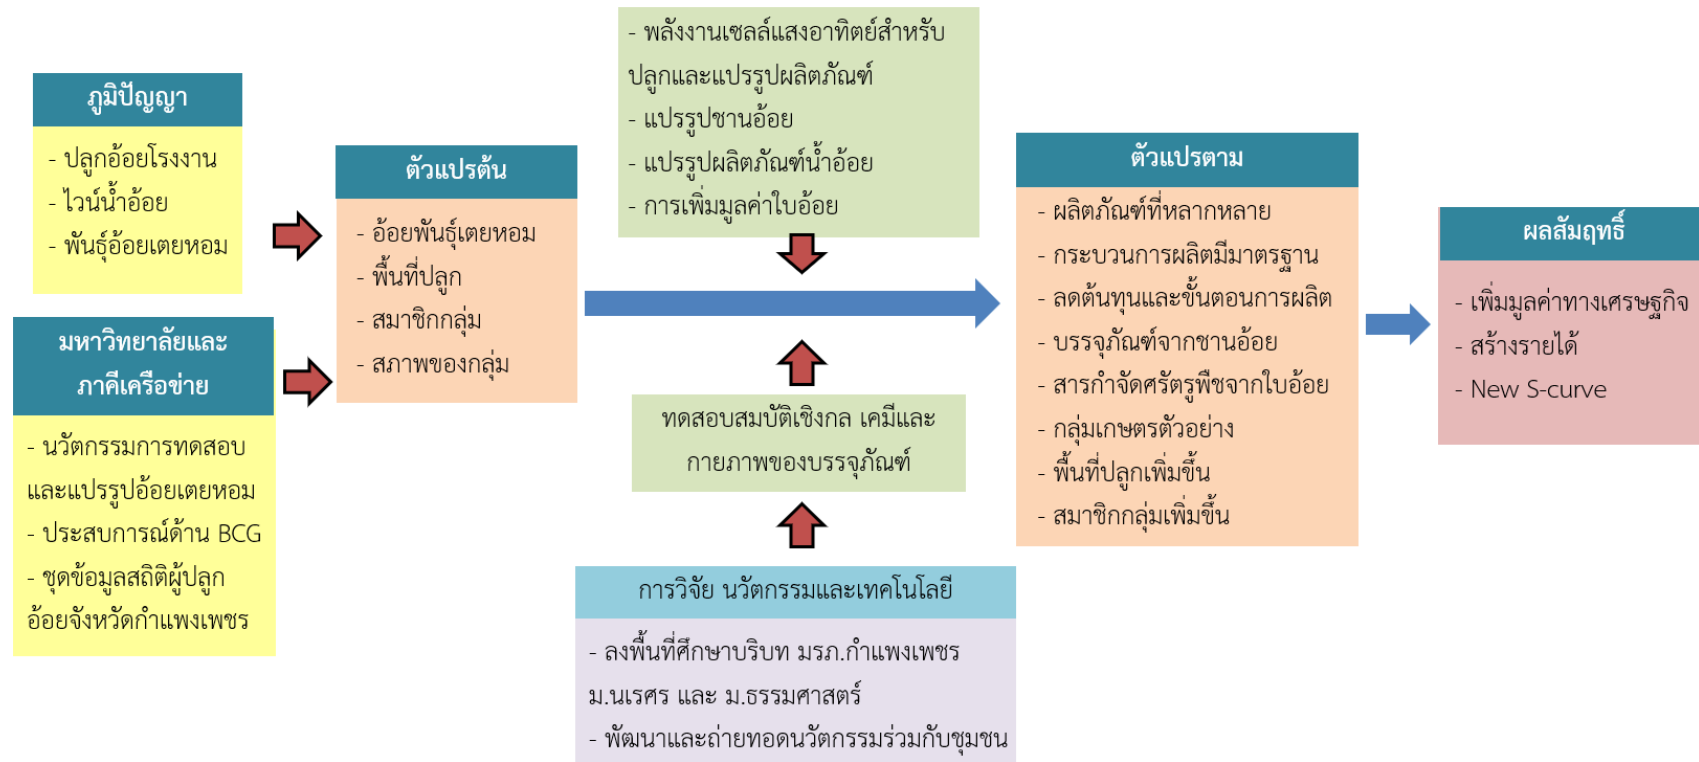 ภูมิปัญญา
- ปลูกอ้อยโรงงาน
- ไวน์น้ำอ้อย
- พันธุ์อ้อยเตยหอม
มหาวิทยาลัยและ
ภาคีเครือข่าย
- นวัตกรรมการทดสอบ
และแปรรูปอ้อยเตยหอม
- ประสบการณ์ด้าน BCG
- ชุดข้อมูลสถิติผู้ปลูก
อ้อยจังหวัดกำแพงเพชร
ตัวแปรต้น
- อ้อยพันธุ์เตยหอม
- พื้นที่ปลูก
- สมาชิกกลุ่ม
- สภาพของกลุ่ม
- พลังงานเซลล์แสงอาทิตย์สำหรับ
ปลูกและแปรรูปผลิตภัณฑ์
- แปรรูปชานอ้อย
- แปรรูปผลิตภัณฑ์น้ำอ้อย
- การเพิ่มมูลค่าใบอ้อย
ทดสอบสมบัติเชิงกล เคมีและ
กายภาพของบรรจุภัณฑ์
การวิจัย นวัตกรรมและเทคโนโลยี
- ลงพื้นที่ศึกษาบริบท มรภ.กำแพงเพชร
ม.นเรศร และ ม.ธรรมศาสตร์
- พัฒนาและถ่ายทอดนวัตกรรมร่วมกับชุมชน
ตัวแปรตาม
- ผลิตภัณฑ์ที่หลากหลาย
- กระบวนการผลิตมีมาตรฐาน
- ลดต้นทุนและขั้นตอนการผลิต
- บรรจุภัณฑ์จากชานอ้อย
- สารกำจัดศรัตรูพืชจากใบอ้อย
- กลุ่มเกษตรตัวอย่าง
- พื้นที่ปลูกเพิ่มขึ้น
- สมาชิกกลุ่มเพิ่มขึ้น
ผลสัมฤทธิ์
- เพิ่มมูลค่าทางเศรษฐกิจ
- สร้างรายได้
- New S-curve